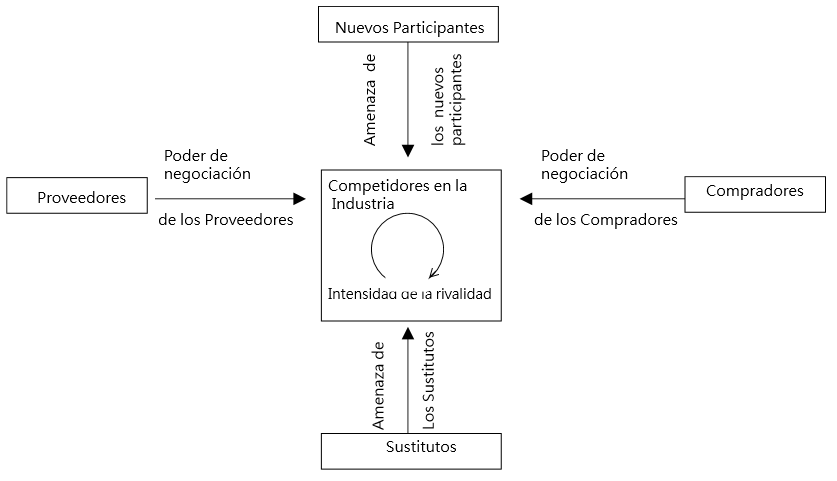 Nuevos Participantes
Amenaza de
los nuevos
participantes
Poder de
negociación
de los Proveedores
Proveedores
Competidores en la
Industria
Intensidad de la rivalidad
Poder de
negociación
de los Compradores
Compradores
Amenaza de
Los Sustitutos
Sustitutos